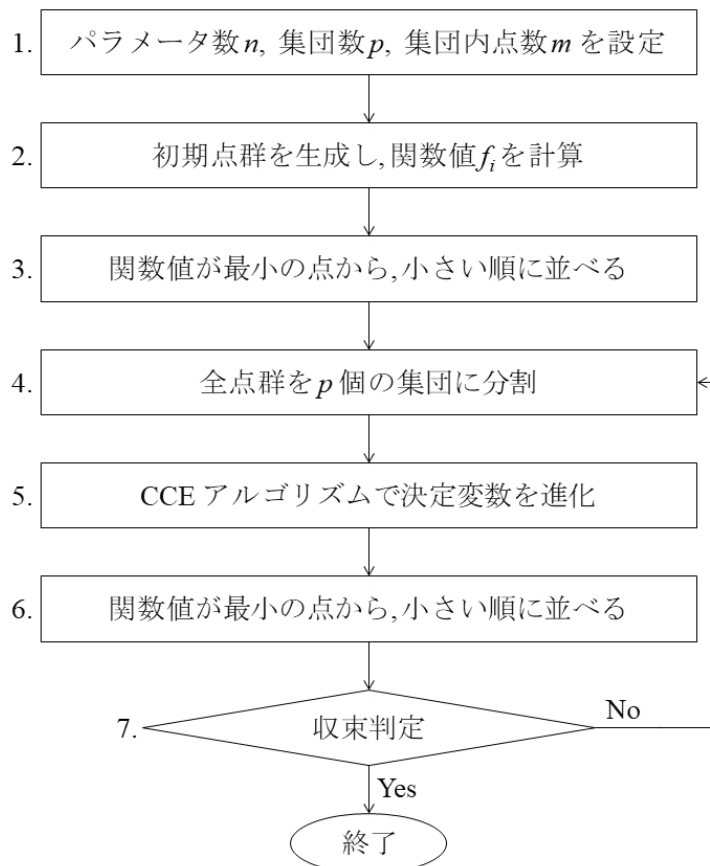 1. パラメータ数n, 集団数p, 集団内点数mを設定
2. 初期点群を生成し,関数値fiを計算
3. 関数値が最小の点から,小さい順に並べる
4. 全点群をp個の集団に分割
5. CCEアルゴリズムで決定変数を進化
6. 関数値が最小の点から,小さい順に並べる
7. 収束判定
No
Yes
終了